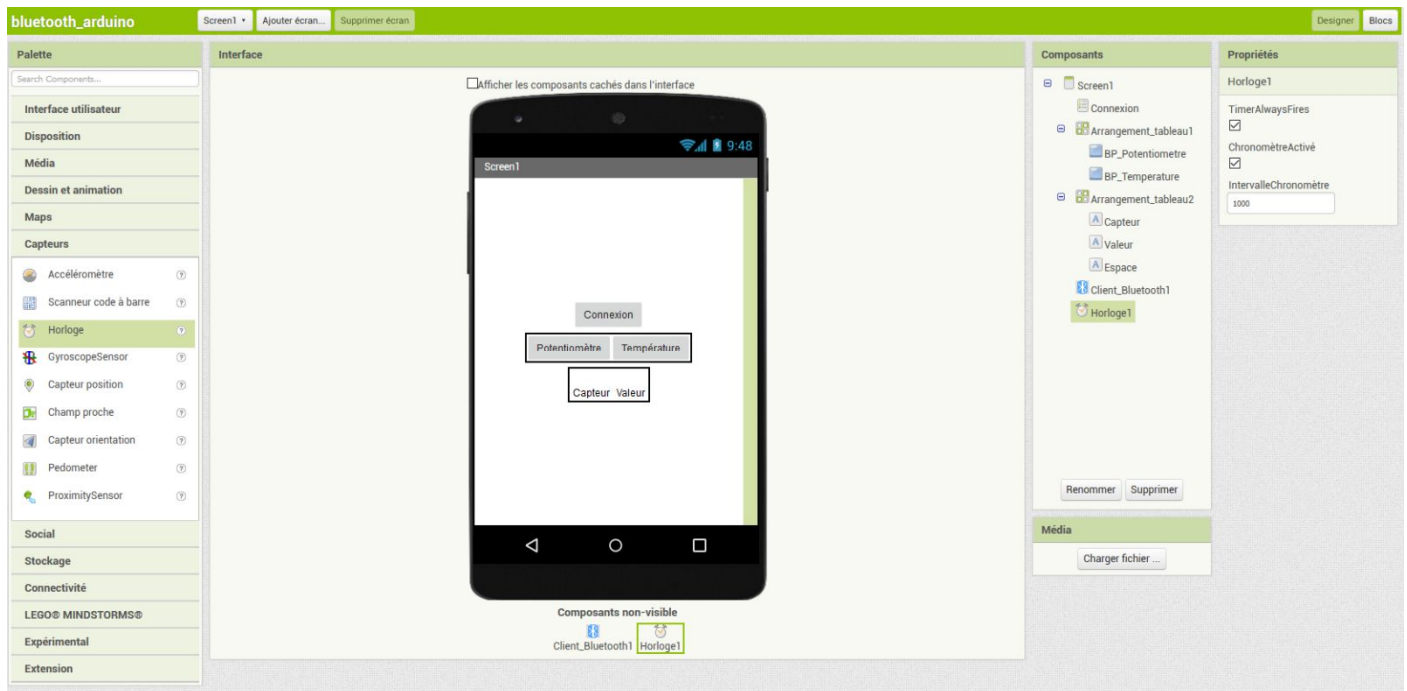 bluetooth_arduino
Screen1
Ajouter écran...
Supprimer écran
Designer
Blocs
Palette
Search Components...
Interface utilisateur
Disposition
Média
Dessin et animation
Maps
Capteurs
Accéléromètre
Scanneur code à barre
Horloge
GyroscopeSensor
Capteur position
Champ proche
Capteur orientation
Pedometer
ProximitySensor
Social
Stockage
Connectivité
LEGO® MINDSTORMS®
Expérimental
Extension
Interface
Afficher les composants cachés dans l'interface
9:48
Screen1
Connexion
Potentiomètre Température
Capteur Valeur
Composants non-visible
Client_Bluetooth1 Horloge1
Composants
Screen1
Connexion
Arrangement_tableau1
BP_Potentiometre
BP_Temperature
Arrangement_tableau2
Capteur
Valeur
Espace
Client_Bluetooth1
Horloge1
Renommer Supprimer
Média
Charger fichier ...
Propriétés
Horloge1
TimerAlwaysFires
ChronomètreActivé
IntervalleChronomètre
1000